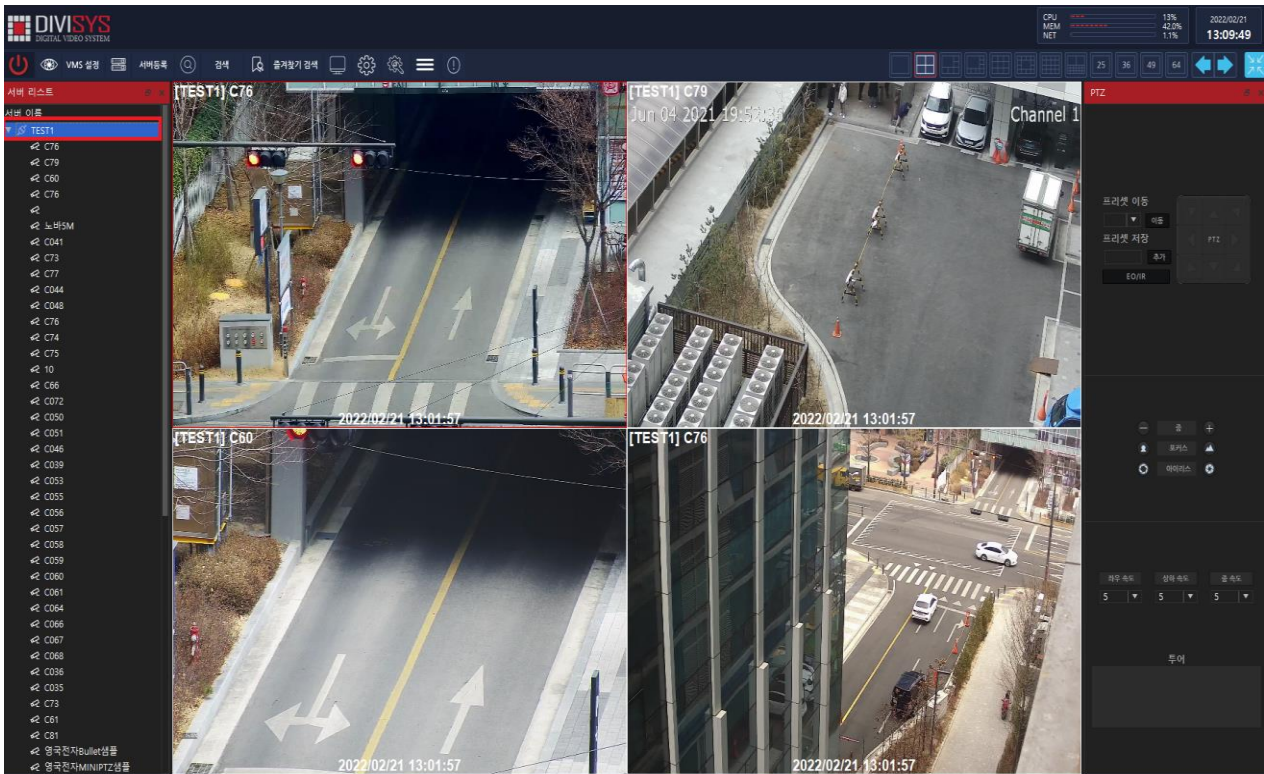 DIVISYS
DIGITAL VIDEO SYSTEM
CPU 13%
MEM 42.0%
NET 1.1%
2022/02/21
13:09:49
VMS 설정
서버등록
검색
즐겨찾기 검색
25 36 49 64
서버 리스트
서버 이름
TEST1
C76
C79
C60
C76
노바5M
C041
C73
C77
C044
C048
C76
C74
C75
10
C66
C072
C050
C051
C046
C039
C053
C055
C056
C057
C058
C059
C060
C061
C064
C066
C067
C068
C036
C035
C73
C61
C81
영국전자Bullet샘플
영국전자MINIPTZ샘플
[TEST1] C76
2022/02/21 13:01:57
[TEST1] C79
Jun 04 2021 19:52:36
Channel 1
2022/02/21 13:01:57
[TEST1] C60
2022/02/21 13:01:57
[TEST1] C76
2022/02/21 13:01:57
PTZ
프리셋 이동
이동
프리셋 저장
추가
EO/IR
PTZ
줌
포커스
아이리스
좌우 속도 상하 속도 줌 속도
5 5 5
투어